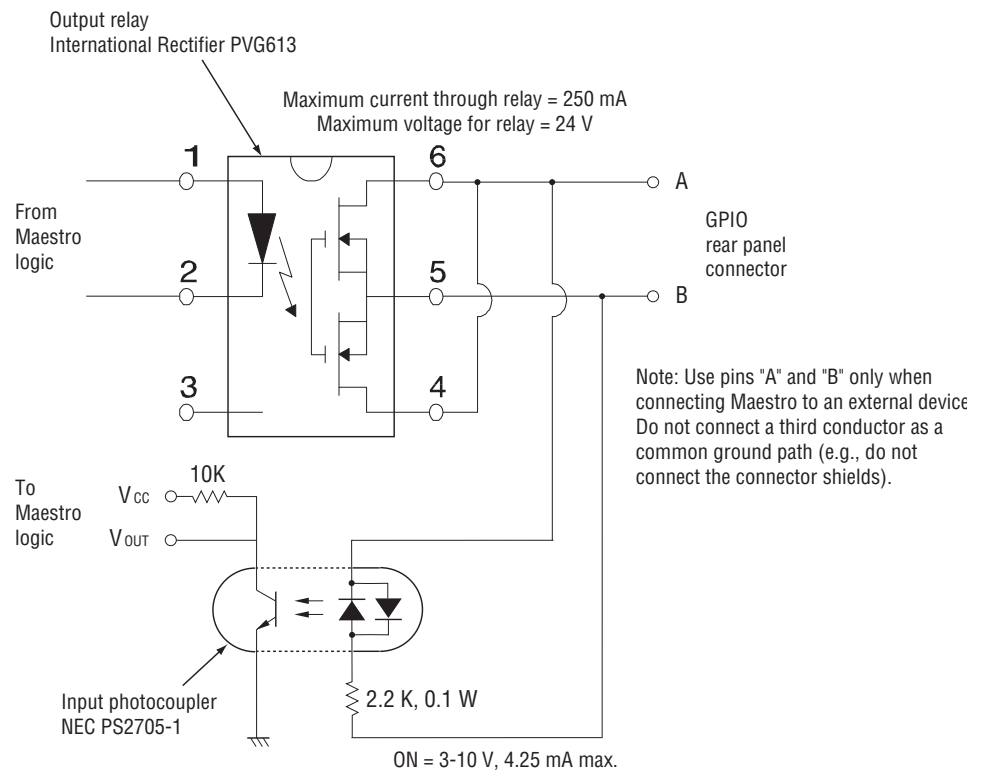 Output relay
International Rectifier PVG613
Maximum current through relay = 250 mA
Maximum voltage for relay = 24 V
1
6
A
From
Maestro
logic
GPIO
rear panel
connector
2
5
B
3
4
Note: Use pins "A" and "B" only when
connecting Maestro to an external device
Do not connect a third conductor as a
common ground path (e.g., do not
connect the connector shields).
To
Maestro
logic
10K
VCC
VOUT
Input photocoupler
NEC PS2705-1
2.2 K, 0.1 W
ON = 3-10 V, 4.25 mA max.